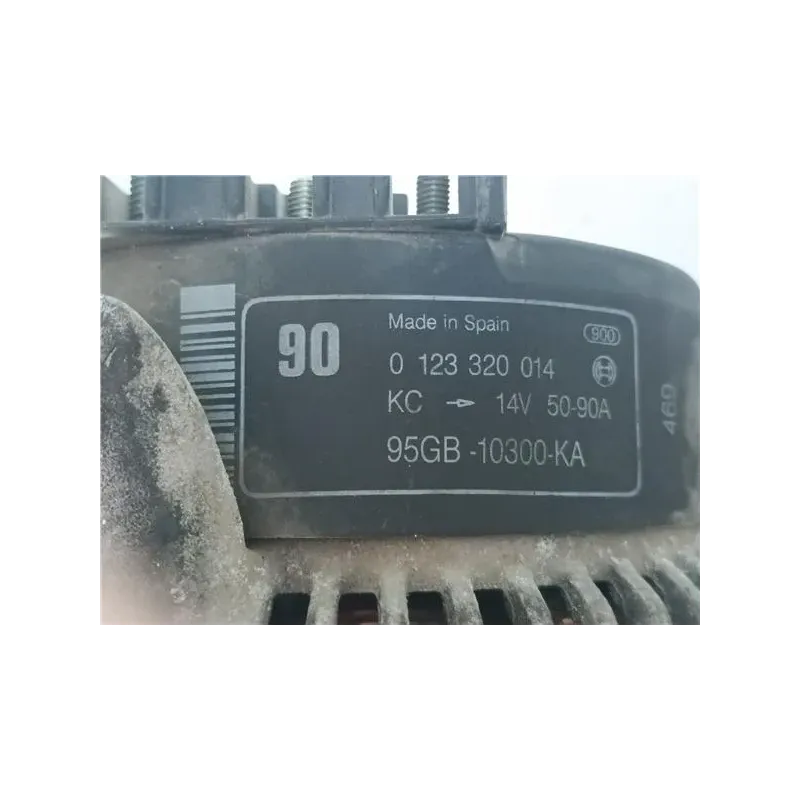 90
Made in Spain
900
0 123 320 014
KC → 14V 50-90A
95GB-10300-KA
469